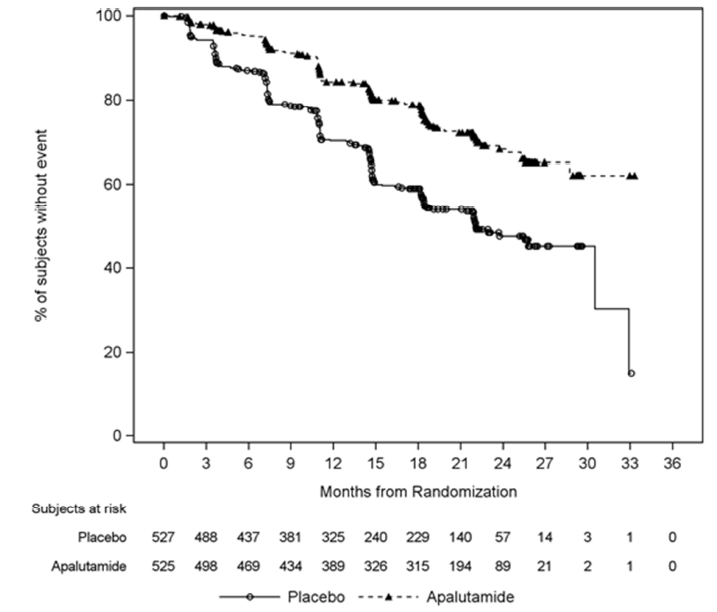 100
80
60
40
20
0
% of subjects without event
0 3 6 9 12 15 18 21 24 27 30 33 36
Months from Randomization
Subjects at risk
Placebo 527 488 437 381 325 240 229 140 57 14 3 1 0
Apalutamide 525 498 469 434 389 326 315 194 89 21 2 1 0
Placebo Apalutamide